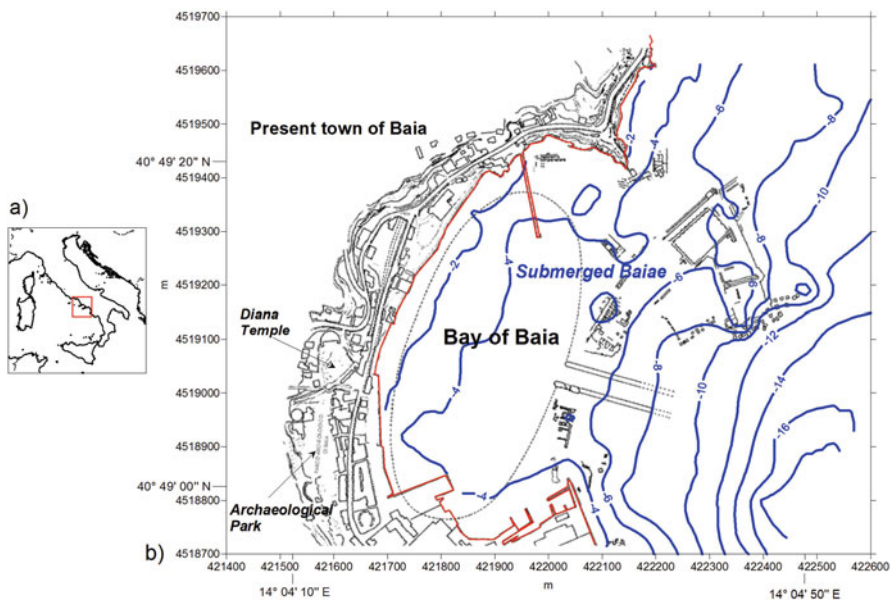 a)
b)
4519700
4519600
4519500
40° 49' 20'' N
4519400
4519300
4519200
m
4519100
4519000
4518900
40° 49' 00'' N
4518800
4518700
Present town of Baia
Diana
Temple
Archaeological
Park
Submerged Baiae
Bay of Baia
-2
-4
-6
-8
-10
-2
-4
-6
-8
-6
-8
-10
-12
-14
-16
-4
-4
-6
-4
421400
421500
421600
421700
421800
421900
422000
422100
422200
422300
422400
422500
422600
14° 04' 10'' E
m
14° 04' 50'' E